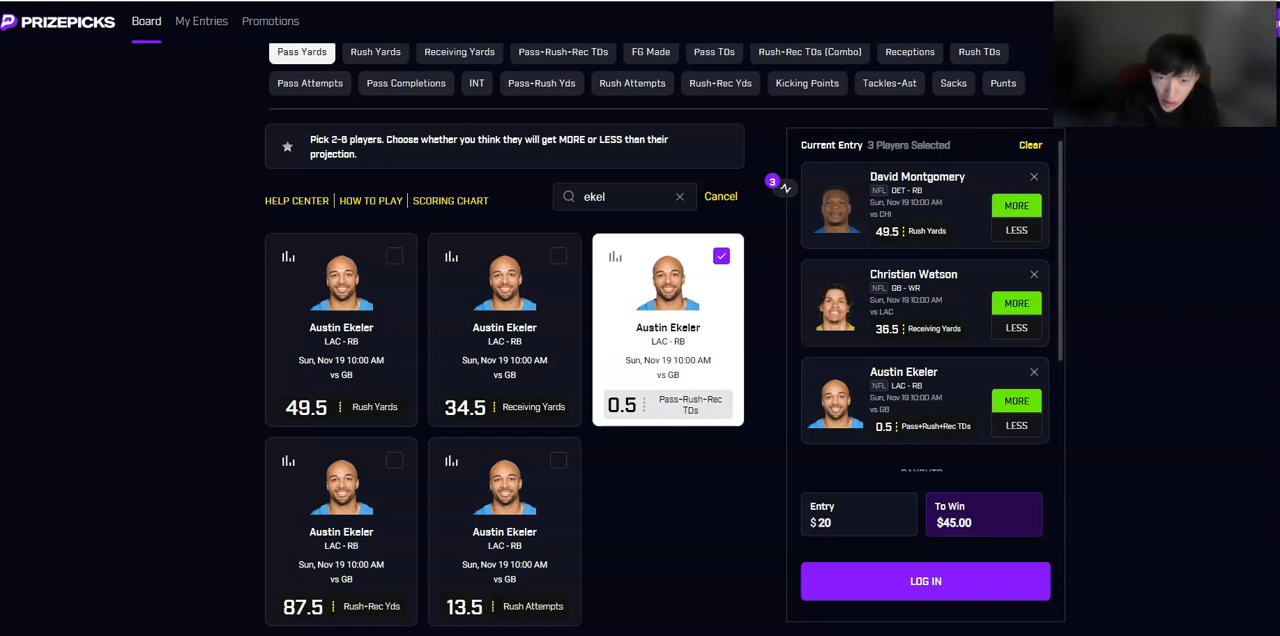 PRIZEPICKS
Board
My Entries
Promotions
Pass Yards
Rush Yards
Receiving Yards
Pass-Rush-Rec TDs
FG Made
Pass TDs
Rush-Rec TDs (Combo)
Receptions
Rush TDs
Pass Attempts
Pass Completions
INT
Pass-Rush Yds
Rush Attempts
Rush-Rec Yds
Kicking Points
Tackles-Ast
Sacks
Punts
Pick 2-6 players. Choose whether you think they will get MORE or LESS than their
projection.
HELP CENTER
HOW TO PLAY
SCORING CHART
ekel
Cancel
Austin Ekeler
LAC - RB
Sun, Nov 19 10:00 AM
vs GB
49.5
Rush Yards
Austin Ekeler
LAC - RB
Sun, Nov 19 10:00 AM
vs GB
34.5
Receiving Yards
Austin Ekeler
LAC - RB
Sun, Nov 19 10:00 AM
vs GB
0.5
Pass-Rush-Rec
TDs
Austin Ekeler
LAC - RB
Sun, Nov 19 10:00 AM
vs GB
87.5
Rush-Rec Yds
Austin Ekeler
LAC - RB
Sun, Nov 19 10:00 AM
vs GB
13.5
Rush Attempts
3
Current Entry 3 Players Selected
Clear
David Montgomery
NFL DET - RB
Sun, Nov 19 10:00 AM
vs CHI
49.5 Rush Yards
MORE
LESS
Christian Watson
NFL GB - WR
Sun, Nov 19 10:00 AM
vs LAC
36.5 Receiving Yards
MORE
LESS
Austin Ekeler
NFL LAC - RB
Sun, Nov 19 10:00 AM
vs GB
0.5 Pass+Rush+Rec TDs
MORE
LESS
Entry
$ 20
To Win
$45.00
LOG IN